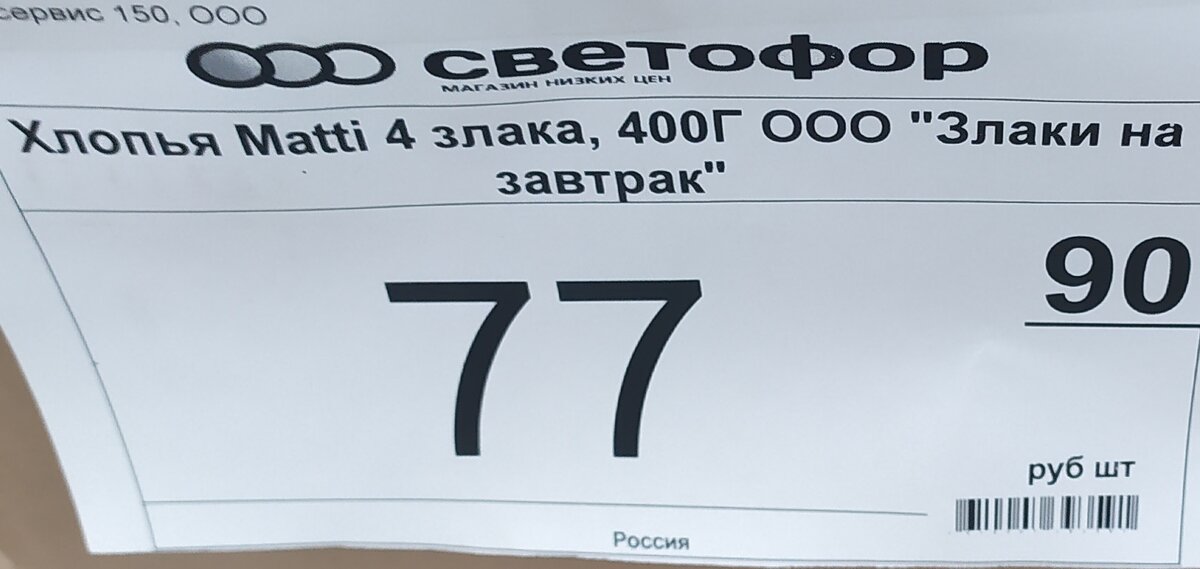 сервис 150, ООО
светофор
МАГАЗИН НИЗКИХ ЦЕН
Хлопья Matti 4 злака, 400Г ООО "Злаки на
завтрак"
77
90
руб шт
Россия